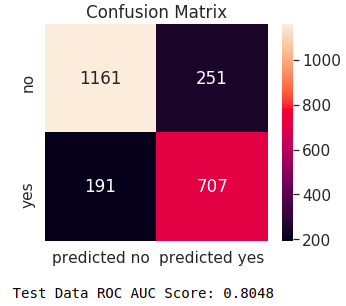 Confusion Matrix
no
1161
251
yes
191
707
predicted no
predicted yes
1000
800
600
400
200
Test Data ROC AUC Score: 0.8048